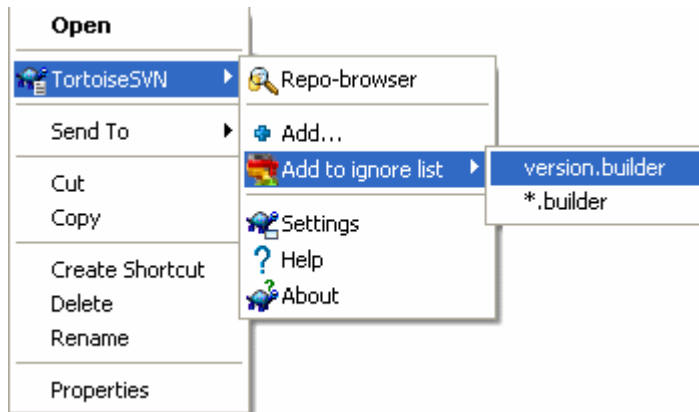 Open
TortoiseSVN
Send To
Cut
Copy
Create Shortcut
Delete
Rename
Properties
Repo-browser
Add...
Add to ignore list
Settings
Help
About
version.builder
*.builder